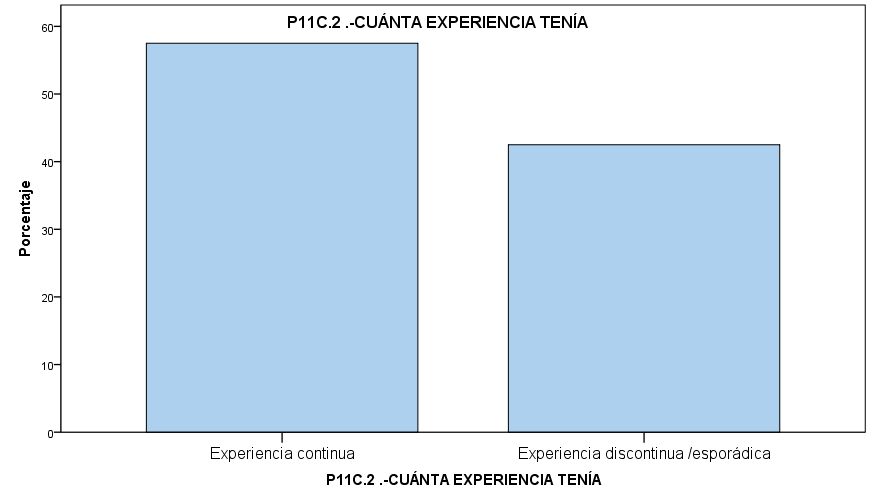 P11C.2 .-CUÁNTA EXPERIENCIA TENÍA
60
50
40
30
20
10
0
Porcentaje
Experiencia continua
Experiencia discontinua /esporádica
P11C.2 .-CUÁNTA EXPERIENCIA TENÍA